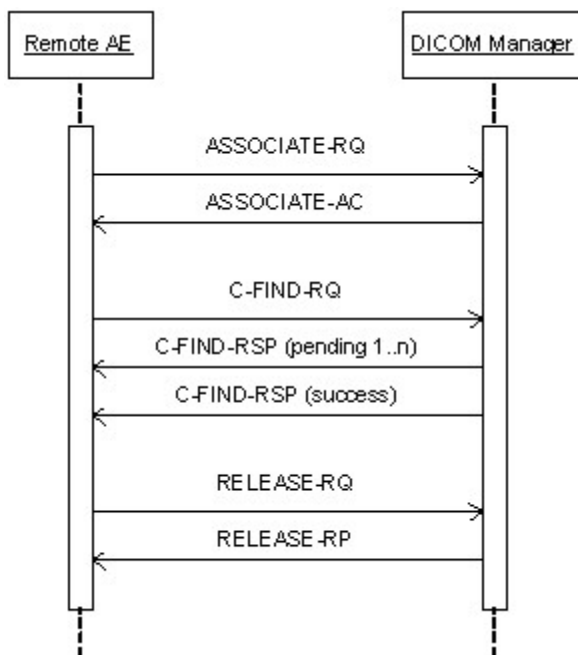 Remote AE
DICOM Manager
ASSOCIATE-RQ
ASSOCIATE-AC
C-FIND-RQ
C-FIND-RSP (pending 1..n)
C-FIND-RSP (success)
RELEASE-RQ
RELEASE-RP